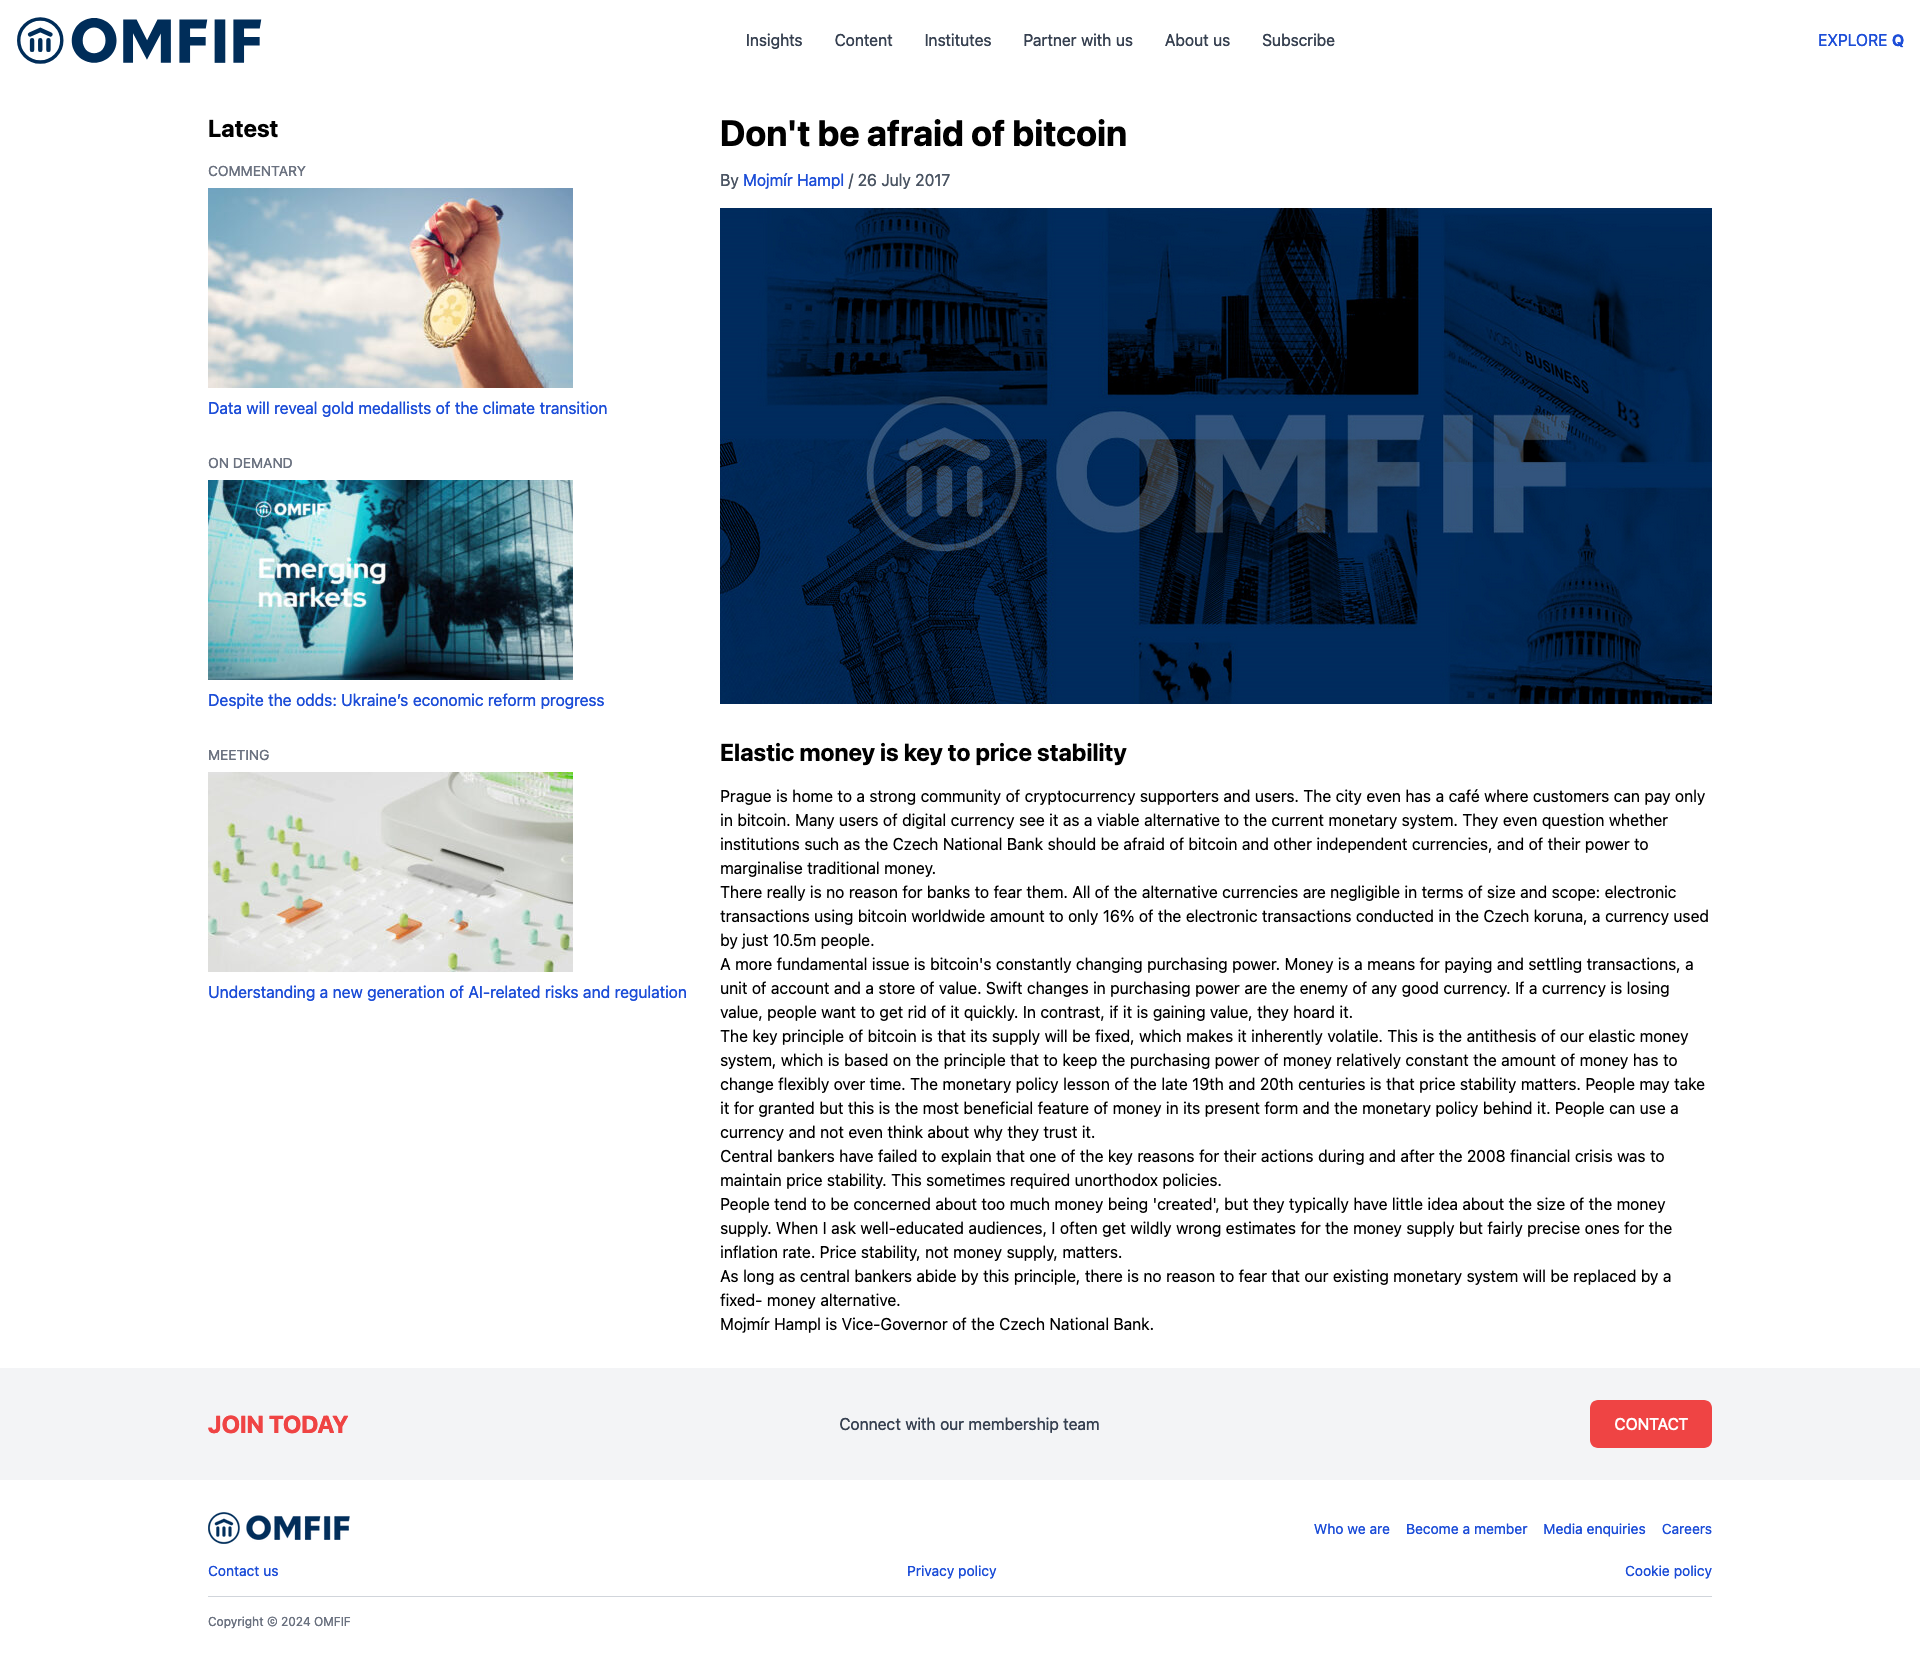 OMFIF
Insights
Content
Institutes
Partner with us
About us
Subscribe
EXPLORE Q
Latest
COMMENTARY
Data will reveal gold medallists of the climate transition
ON DEMAND
OMFIF
Emerging
markets
Despite the odds: Ukraine’s economic reform progress
MEETING
Understanding a new generation of AI-related risks and regulation
Don't be afraid of bitcoin
By Mojmír Hampl / 26 July 2017
WORLD BUSINESS
B3
OMFIF
Elastic money is key to price stability
Prague is home to a strong community of cryptocurrency supporters and users. The city even has a café where customers can pay only
in bitcoin. Many users of digital currency see it as a viable alternative to the current monetary system. They even question whether
institutions such as the Czech National Bank should be afraid of bitcoin and other independent currencies, and of their power to
marginalise traditional money.
There really is no reason for banks to fear them. All of the alternative currencies are negligible in terms of size and scope: electronic
transactions using bitcoin worldwide amount to only 16% of the electronic transactions conducted in the Czech koruna, a currency used
by just 10.5m people.
A more fundamental issue is bitcoin's constantly changing purchasing power. Money is a means for paying and settling transactions, a
unit of account and a store of value. Swift changes in purchasing power are the enemy of any good currency. If a currency is losing
value, people want to get rid of it quickly. In contrast, if it is gaining value, they hoard it.
The key principle of bitcoin is that its supply will be fixed, which makes it inherently volatile. This is the antithesis of our elastic money
system, which is based on the principle that to keep the purchasing power of money relatively constant the amount of money has to
change flexibly over time. The monetary policy lesson of the late 19th and 20th centuries is that price stability matters. People may take
it for granted but this is the most beneficial feature of money in its present form and the monetary policy behind it. People can use a
currency and not even think about why they trust it.
Central bankers have failed to explain that one of the key reasons for their actions during and after the 2008 financial crisis was to
maintain price stability. This sometimes required unorthodox policies.
People tend to be concerned about too much money being 'created', but they typically have little idea about the size of the money
supply. When I ask well-educated audiences, I often get wildly wrong estimates for the money supply but fairly precise ones for the
inflation rate. Price stability, not money supply, matters.
As long as central bankers abide by this principle, there is no reason to fear that our existing monetary system will be replaced by a
fixed- money alternative.
Mojmír Hampl is Vice-Governor of the Czech National Bank.
JOIN TODAY
Connect with our membership team
CONTACT
OMFIF
Who we are
Become a member
Media enquiries
Careers
Contact us
Privacy policy
Cookie policy
Copyright © 2024 OMFIF